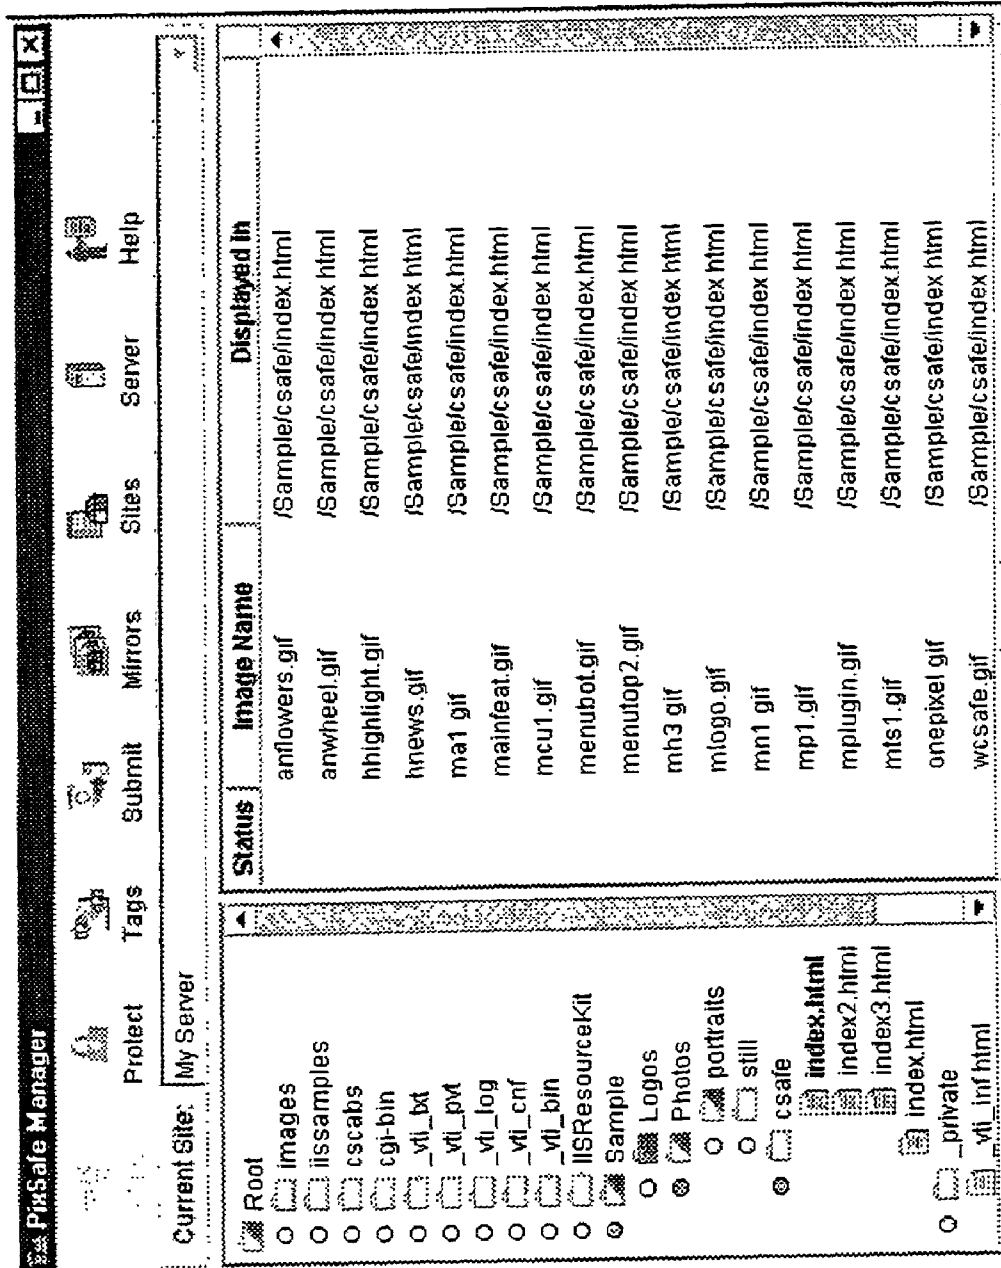 PixSafe Manager
Protect Tags Submit Mirrors Sites Server Help
Current Site: My Server
Root
images
iissamples
cscabs
cgi-bin
_vti_txt
_vti_pvt
_vti_log
_vti_cnf
_vti_bin
IISResourceKit
Sample
Logos
Photos
portraits
still
csafe
index.html
index2.html
index3.html
index.html
_private
_vti_inf html
Status Image Name Displayed In
anflowers.gif /Sample/csafe/index.html
anwheel.gif /Sample/csafe/index.html
hhighlight.gif /Sample/csafe/index html
hnews.gif /Sample/csafe/index html
ma1 gif /Sample/csafe/index.html
mainfeat.gif /Sample/csafe/index.html
mcu1.gif /Sample/csafe/index.html
menubot.gif /Sample/csafe/index html
menutop2.gif /Sample/csafe/index html
mh3 gif /Sample/csafe/index html
mlogo.gif /Sample/csafe/index html
mn1 gif /Sample/csafe/index.html
mp1.gif /Sample/csafe/index html
mplugin.gif /Sample/csafe/index html
mts1.gif /Sample/csafe/index.html
onepixel gif /Sample/csafe/index html
wcsafe.gif /Sample/csafe/index html